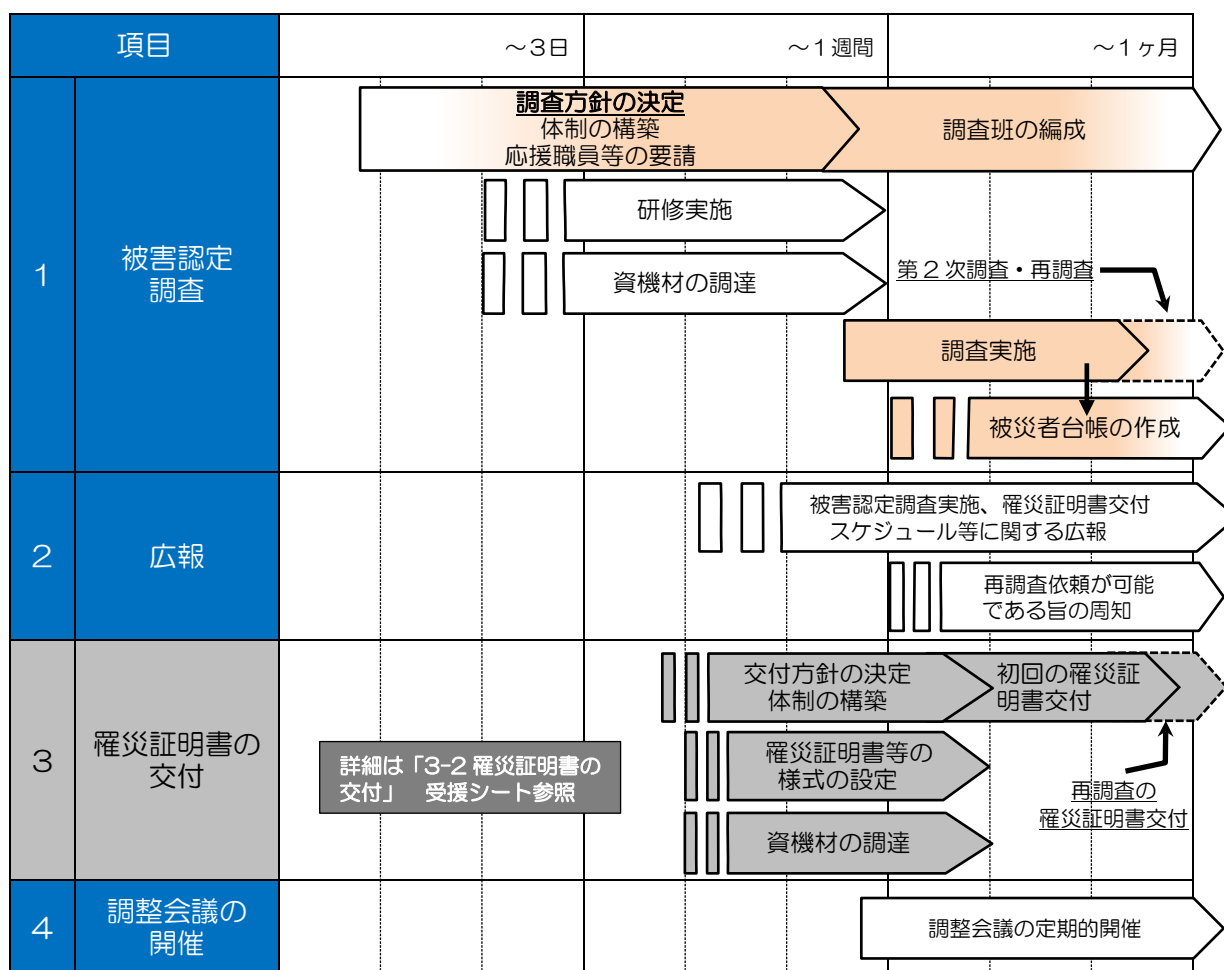 項目
～3日
～1週間
～1ヶ月
1
被害認定
調査
調査方針の決定
体制の構築
応援職員等の要請
調査班の編成
研修実施
資機材の調達
第2次調査・再調査
調査実施
被災者台帳の作成
2
広報
被害認定調査実施、罹災証明書交付
スケジュール等に関する広報
再調査依頼が可能
である旨の周知
3
罹災証明書の
交付
交付方針の決定
体制の構築
初回の罹災証
明書交付
詳細は「3-2 罹災証明書の
交付」 受援シート参照
罹災証明書等の
様式の設定
再調査の
罹災証明書交付
資機材の調達
4
調整会議の
開催
調整会議の定期的開催